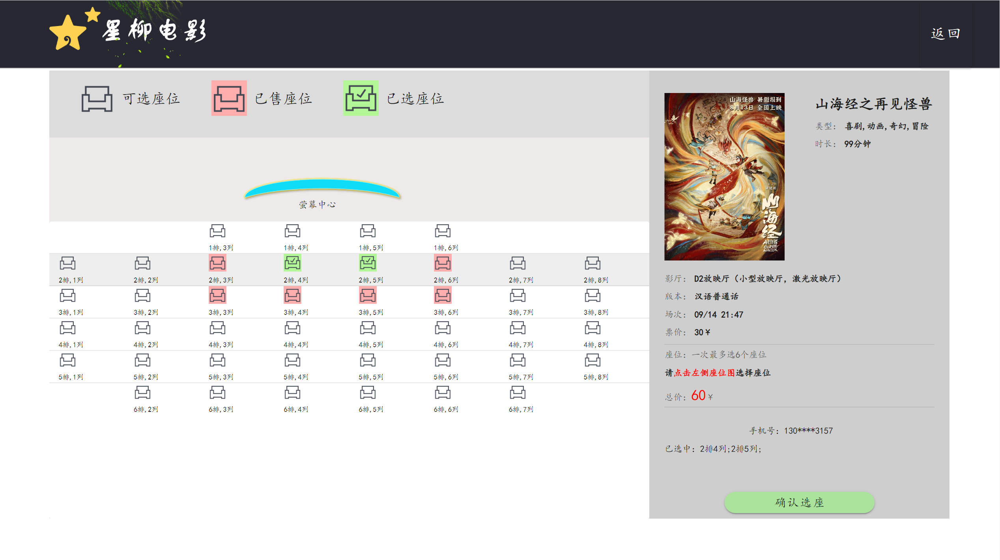 星柳电影
返回
可选座位
已售座位
已选座位
萤幕中心
1排,3列
1排,4列
1排,5列
1排,6列
2排,1列
2排,2列
2排,3列
2排,4列
2排,5列
2排,6列
2排,7列
2排,8列
3排,1列
3排,2列
3排,3列
3排,4列
3排,5列
3排,6列
3排,7列
3排,8列
4排,1列
4排,2列
4排,3列
4排,4列
4排,5列
4排,6列
4排,7列
4排,8列
5排,1列
5排,2列
5排,3列
5排,4列
5排,5列
5排,6列
5排,7列
5排,8列
6排,2列
6排,3列
6排,4列
6排,5列
6排,6列
6排,7列
山海怪兽 暑假报到
8月13日 全国上映
山海经
再见怪兽
GOODBYE
MONSTER
山海经之再见怪兽
类型： 喜剧,动画,奇幻,冒险
时长： 99分钟
影厅： D2放映厅（小型放映厅，激光放映厅）
版本： 汉语普通话
场次： 09/14 21:47
票价： 30￥
座位：一次最多选6个座位
请点击左侧座位图选择座位
总价：60￥
手机号：130****3157
已选中：2排4列;2排5列;
确认选座